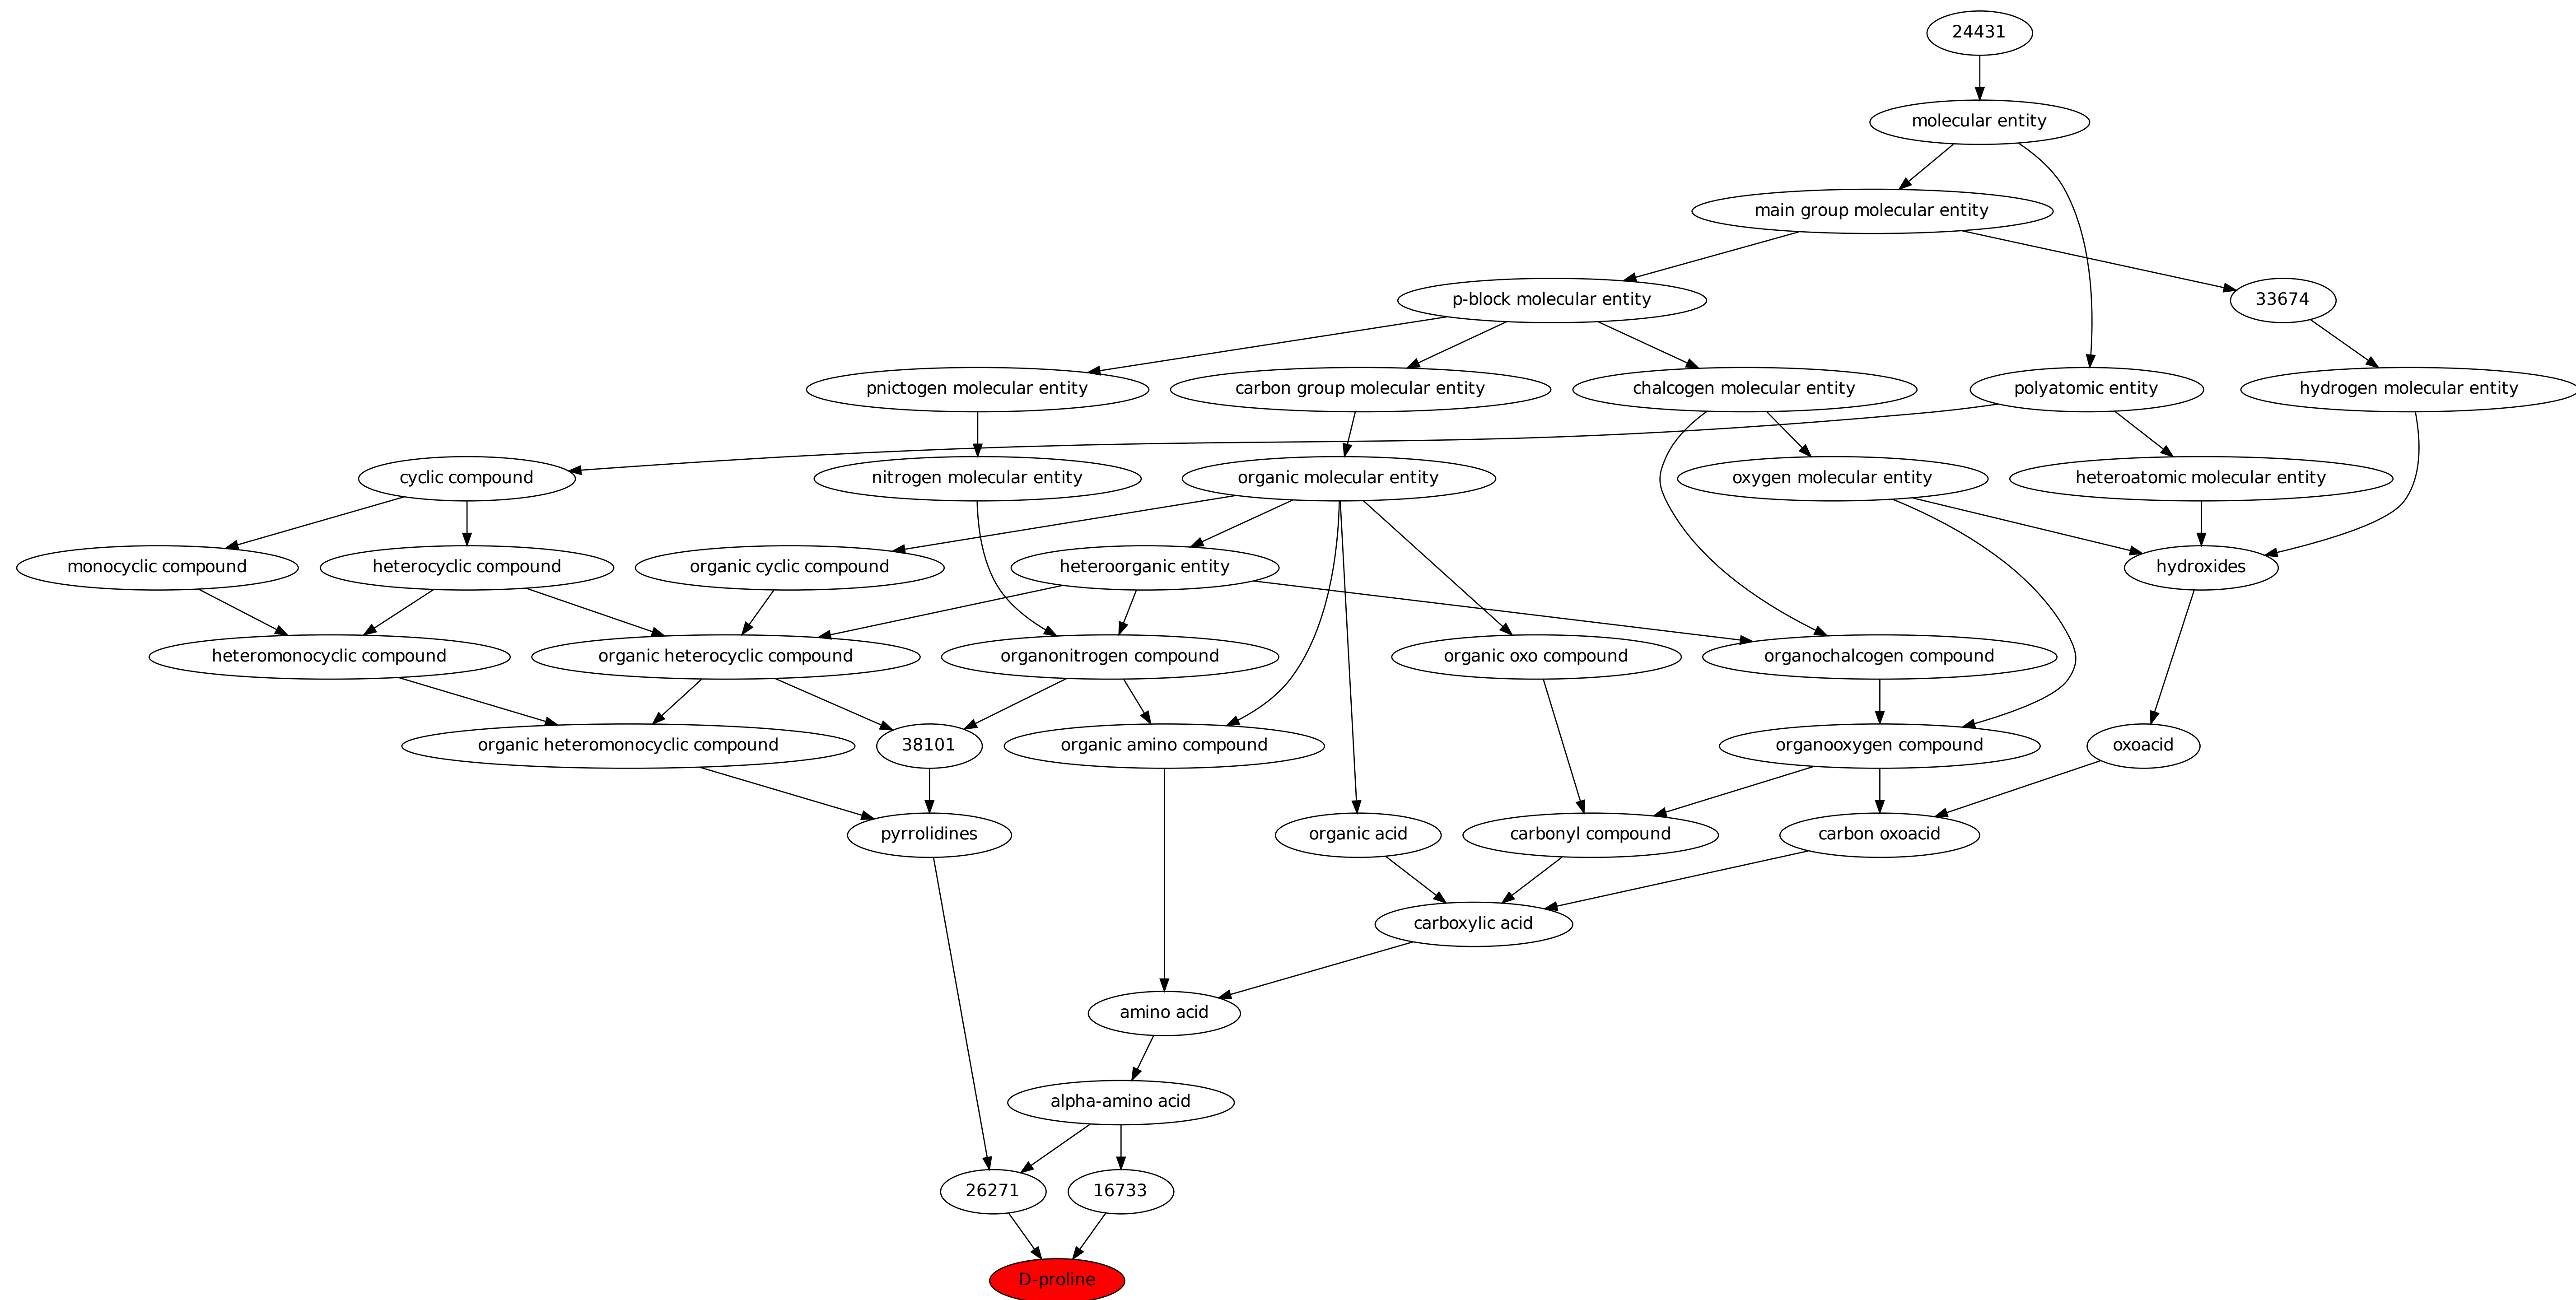 24431
molecular entity
main group molecular entity
p-block molecular entity
33674
pnictogen molecular entity
carbon group molecular entity
chalcogen molecular entity
polyatomic entity
hydrogen molecular entity
cyclic compound
nitrogen molecular entity
organic molecular entity
oxygen molecular entity
heteroatomic molecular entity
monocyclic compound
heterocyclic compound
organic cyclic compound
heteroorganic entity
hydroxides
heteromonocyclic compound
organic heterocyclic compound
organonitrogen compound
organic oxo compound
organochalcogen compound
organic heteromonocyclic compound
38101
organic amino compound
organooxygen compound
oxoacid
pyrrolidines
organic acid
carbonyl compound
carbon oxoacid
carboxylic acid
amino acid
alpha-amino acid
26271
16733
D-proline